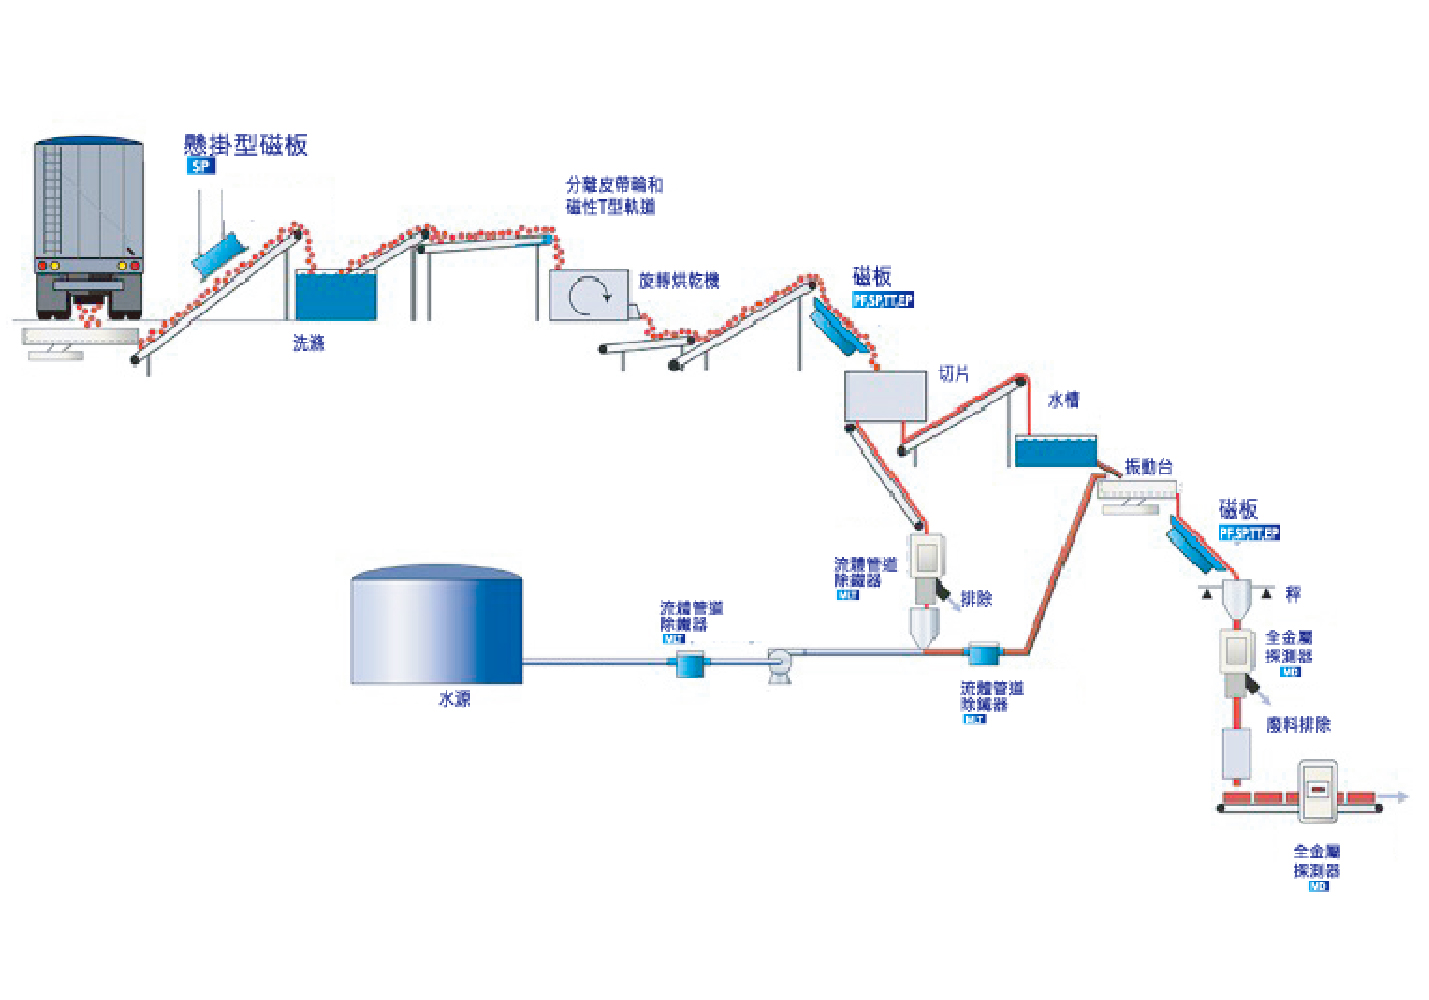 懸掛型磁板
SP
分離皮帶輪和
磁性T型軌道
旋轉烘乾機
磁板
PF,SP,TT,EP
洗滌
切片
水槽
振動台
磁板
PF,SP,TT,EP
流體管道
除鐵器
MLT
排除
秤
流體管道
除鐵器
MLT
全金屬
探測器
MD
水源
流體管道
除鐵器
MLT
廢料排除
全金屬
探測器
MD